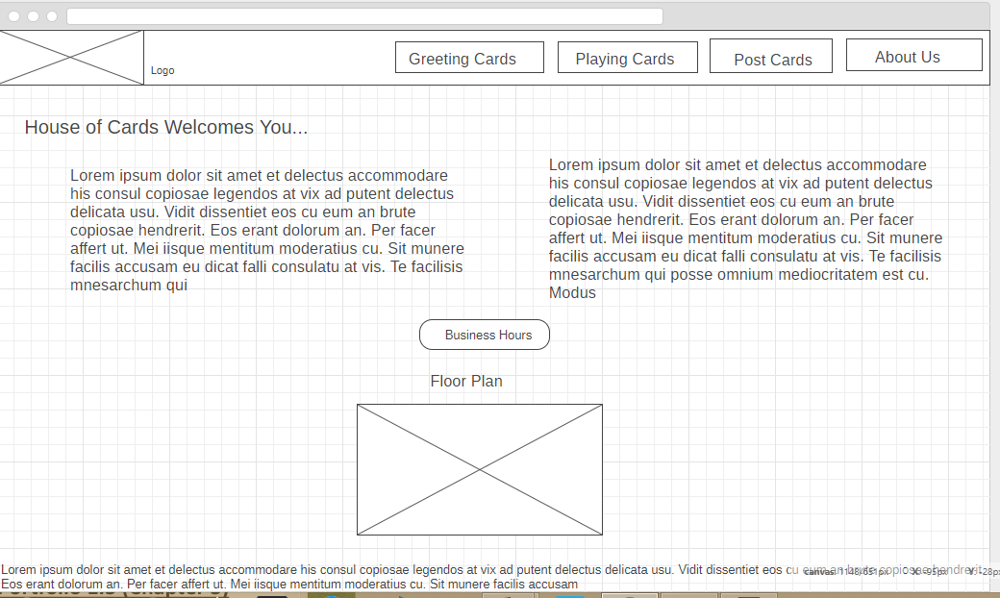 Logo
Greeting Cards
Playing Cards
Post Cards
About Us
House of Cards Welcomes You...
Lorem ipsum dolor sit amet et delectus accommodare
his consul copiosae legendos at vix ad putent delectus
delicata usu. Vidit dissentiet eos cu eum an brute
copiosae hendrerit. Eos erant dolorum an. Per facer
affert ut. Mei iisque mentitum moderatius cu. Sit munere
facilis accusam eu dicat falli consulatu at vis. Te facilisis
mnesarchum qui
Lorem ipsum dolor sit amet et delectus accommodare
his consul copiosae legendos at vix ad putent delectus
delicata usu. Vidit dissentiet eos cu eum an brute
copiosae hendrerit. Eos erant dolorum an. Per facer
affert ut. Mei iisque mentitum moderatius cu. Sit munere
facilis accusam eu dicat falli consulatu at vis. Te facilisis
mnesarchum qui posse omnium mediocritatem est cu.
Modus
Business Hours
Floor Plan
Lorem ipsum dolor sit amet et delectus accommodare his consul copiosae legendos at vix ad putent delectus delicata usu. Vidit dissentiet eos cu eum an brute copiosae hendrerit.
Eos erant dolorum an. Per facer affert ut. Mei iisque mentitum moderatius cu. Sit munere facilis accusam
canvas: X: -95px Y: -28px